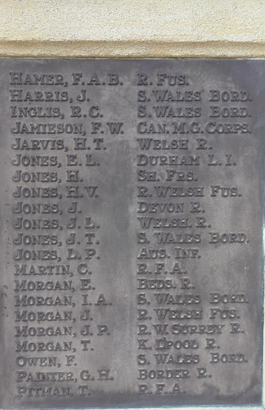 HAMER, F.A.B. R. FUS.
HARRIS, J. S. WALES BORD.
INGLIS, R.C. S. WALES BORD.
JAMIESON, F.W. CAN. M.G. CORPS.
JARVIS, H.T. WELSH R.
JONES, E.L. DURHAM L.I.
JONES, H. SH. FRS.
JONES, H.V. R. WELSH FUS.
JONES, J. DEVON R.
JONES, J.L. WELSH. R.
JONES, J.T. S. WALES BORD.
JONES, L.P. AUS. INF.
MARTIN, C. R.F.A.
MORGAN, E. BEDS. R.
MORGAN, I.A. S. WALES BORD.
MORGAN, J. R. WELSH FUS.
MORGAN, J.P. R.W. SURREY R.
MORGAN, T. K. L'POOL R.
OWEN, F. S. WALES BORD.
PAINTER, G.H. BORDER R.
PITMAN, T. R.F.A.